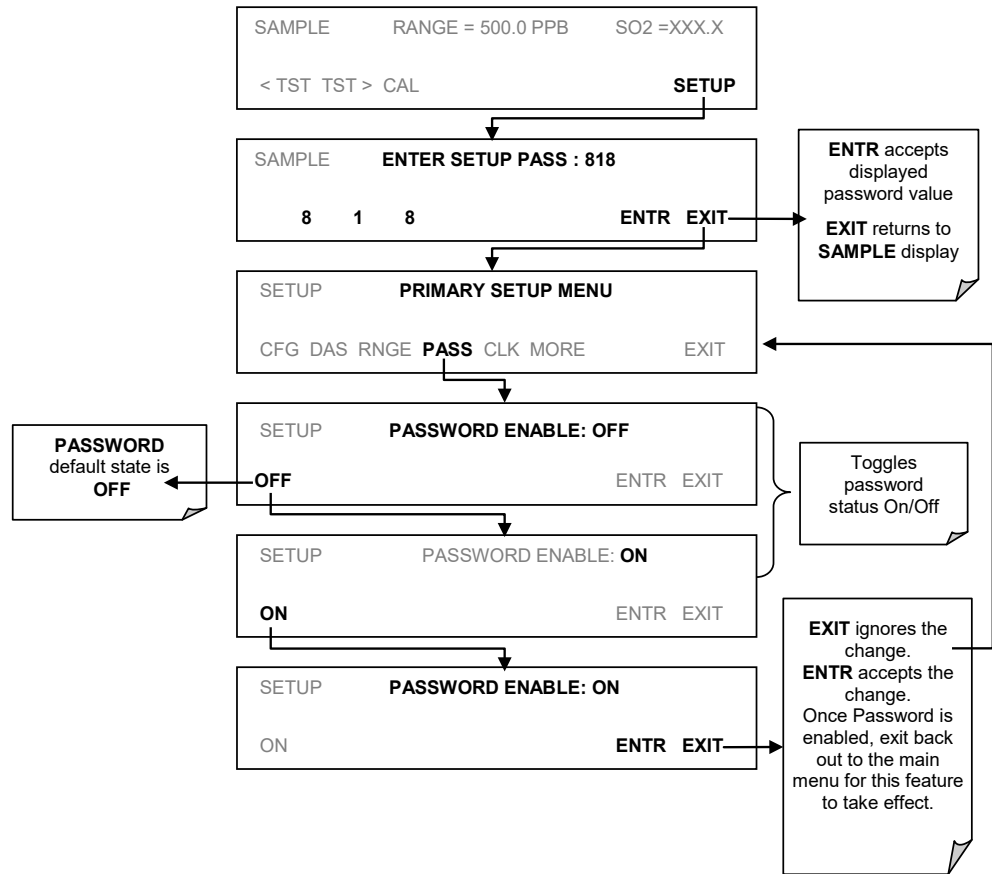 SAMPLE RANGE = 500.0 PPB SO2 =XXX.X
< TST TST > CAL SETUP
SAMPLE ENTER SETUP PASS : 818
8 1 8 ENTR EXIT
ENTR accepts
displayed
password value
EXIT returns to
SAMPLE display
SETUP PRIMARY SETUP MENU
CFG DAS RNGE PASS CLK MORE EXIT
SETUP PASSWORD ENABLE: OFF
OFF ENTR EXIT
PASSWORD
default state is
OFF
Toggles
password
status On/Off
SETUP PASSWORD ENABLE: ON
ON ENTR EXIT
SETUP PASSWORD ENABLE: ON
ON ENTR EXIT
EXIT ignores the
change.
ENTR accepts the
change.
Once Password is
enabled, exit back
out to the main
menu for this feature
to take effect.